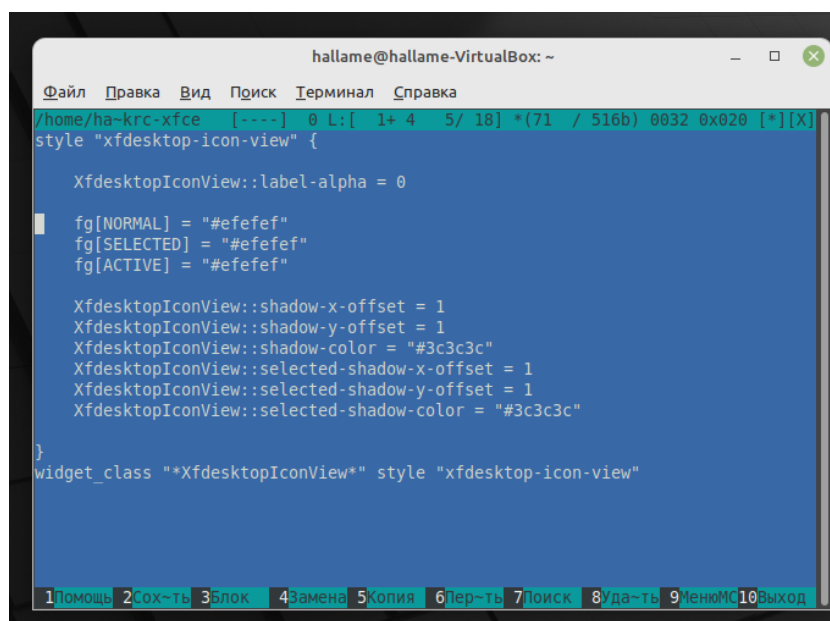 hallame@hallame-VirtualBox: ~
Файл Правка Вид Поиск Терминал Справка
/home/ha~krc-xfce [----] 0 L:[ 1+ 4 5/ 18] *(71 / 516b) 0032 0x020 [*][X]
style "xfdesktop-icon-view" {
XfdesktopIconView::label-alpha = 0
fg[NORMAL] = "#efefef"
fg[SELECTED] = "#efefef"
fg[ACTIVE] = "#efefef"
XfdesktopIconView::shadow-x-offset = 1
XfdesktopIconView::shadow-y-offset = 1
XfdesktopIconView::shadow-color = "#3c3c3c"
XfdesktopIconView::selected-shadow-x-offset = 1
XfdesktopIconView::selected-shadow-y-offset = 1
XfdesktopIconView::selected-shadow-color = "#3c3c3c"
}
widget_class "*XfdesktopIconView*" style "xfdesktop-icon-view"
1Помощь 2Сох~ть 3Блок 4Замена 5Копия 6Пер~ть 7Поиск 8Уда~ть 9МенюMC 10Выход